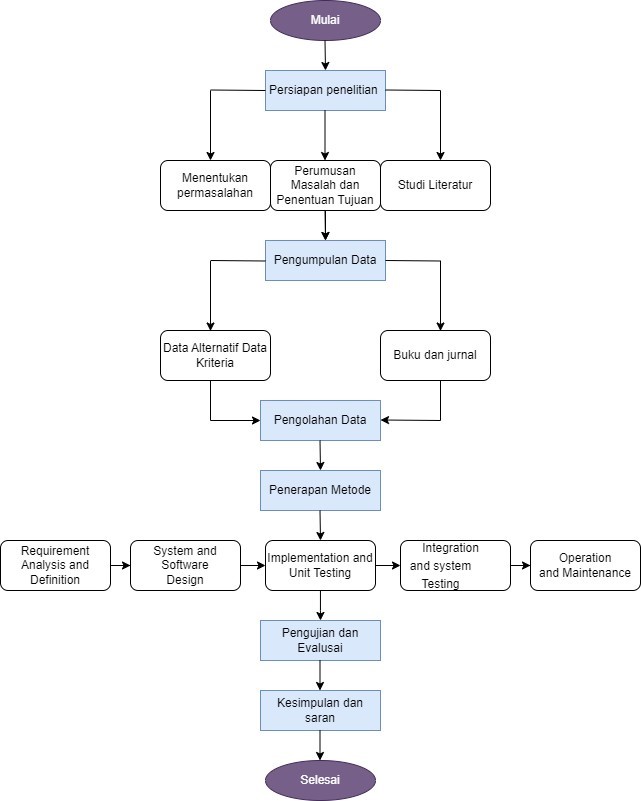 Mulai
Persiapan penelitian
Menentukan
permasalahan
Perumusan
Masalah dan
Penentuan Tujuan
Studi Literatur
Pengumpulan Data
Data Alternatif Data
Kriteria
Buku dan jurnal
Pengolahan Data
Penerapan Metode
Requirement
Analysis and
Definition
System and
Software
Design
Implementation and
Unit Testing
Integration
and system
Testing
Operation
and Maintenance
Pengujian dan
Evalusai
Kesimpulan dan
saran
Selesai